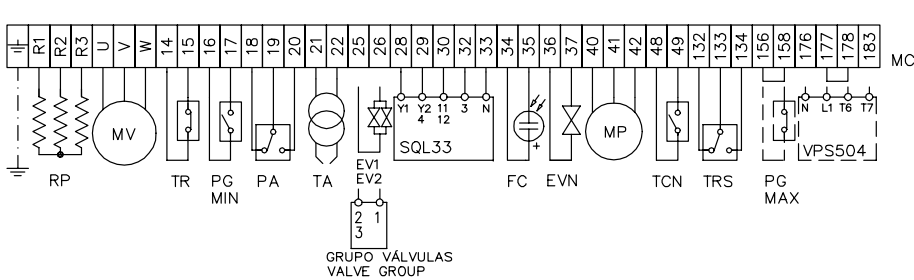 R1 R2 R3 U V W 14 15 16 17 18 19 20 21 22 25 26 28 29 30 32 33 34 35 36 37 40 41 42 48 49 132 133 134 156 158 176 177 178 183 MC
Y1 Y2 11 3 N N L1 T6 T7
4 12
MV SQL33 + MP VPS504
EV1
EV2
RP TR PG PA TA FC EVN TCN TRS PG
MIN MAX
2 1
3
GRUPO VÁLVULAS
VALVE GROUP